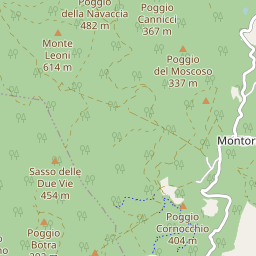 Poggio
della Navaccia
482 m
Poggio
Cannicci
367 m
Monte
Leoni
614 m
Poggio
del Moscoso
337 m
Sasso delle
Due Vie
454 m
Poggio
Cornocchio
404 m
Poggio
Botra